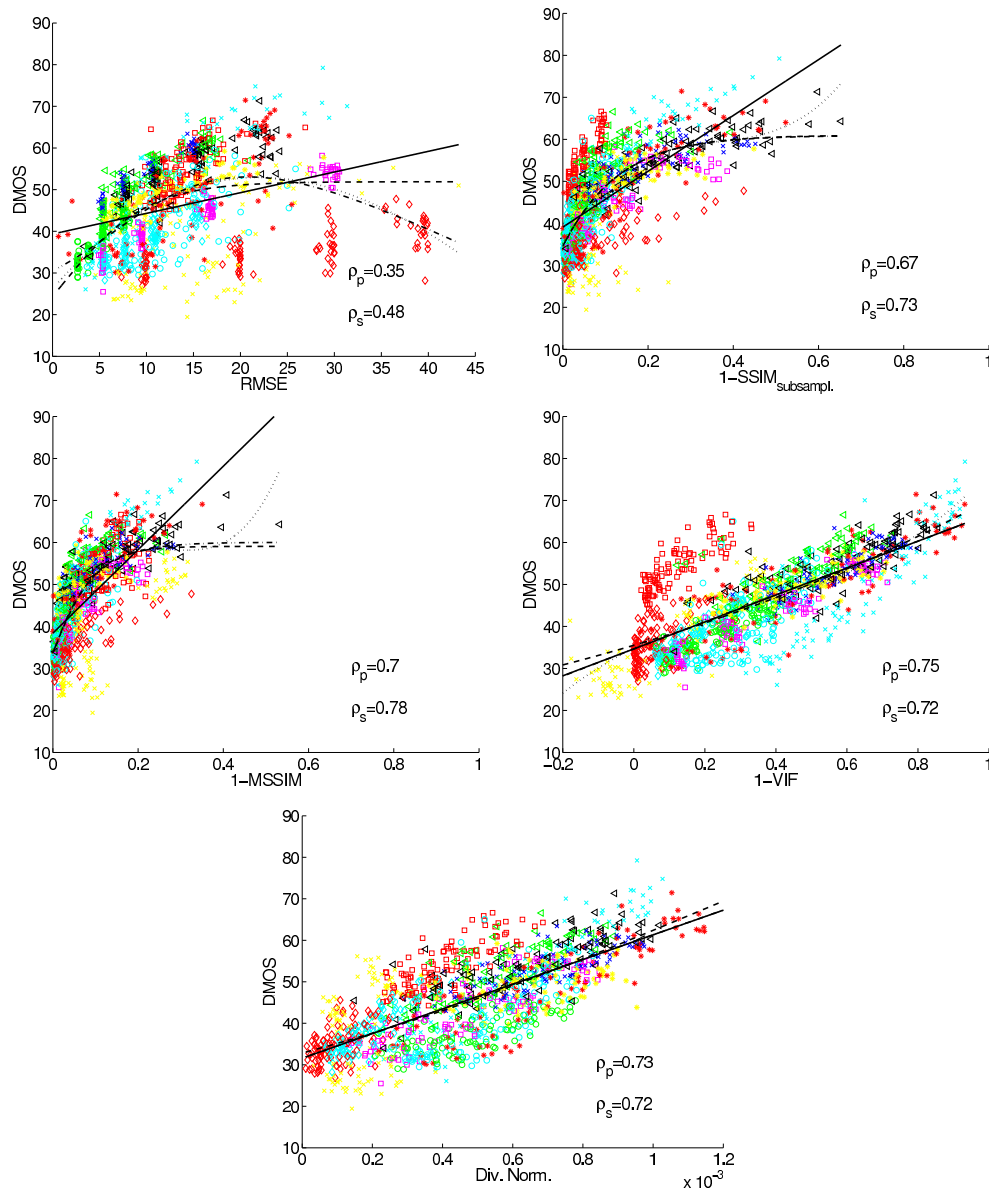 90
80
70
60
50
40
30
20
10
DMOS
0 5 10 15 20 25 30 35 40 45
RMSE
ρp=0.35
ρs=0.48
90
80
70
60
50
40
30
20
10
DMOS
0 0.2 0.4 0.6 0.8 1
1−SSIMsubsampl.
ρp=0.67
ρs=0.73
90
80
70
60
50
40
30
20
10
DMOS
0 0.2 0.4 0.6 0.8 1
1−MSSIM
ρp=0.7
ρs=0.78
90
80
70
60
50
40
30
20
10
DMOS
−0.2 0 0.2 0.4 0.6 0.8 1
1−VIF
ρp=0.75
ρs=0.72
90
80
70
60
50
40
30
20
10
DMOS
0 0.2 0.4 0.6 0.8 1 1.2
Div. Norm.
x 10−3
ρp=0.73
ρs=0.72